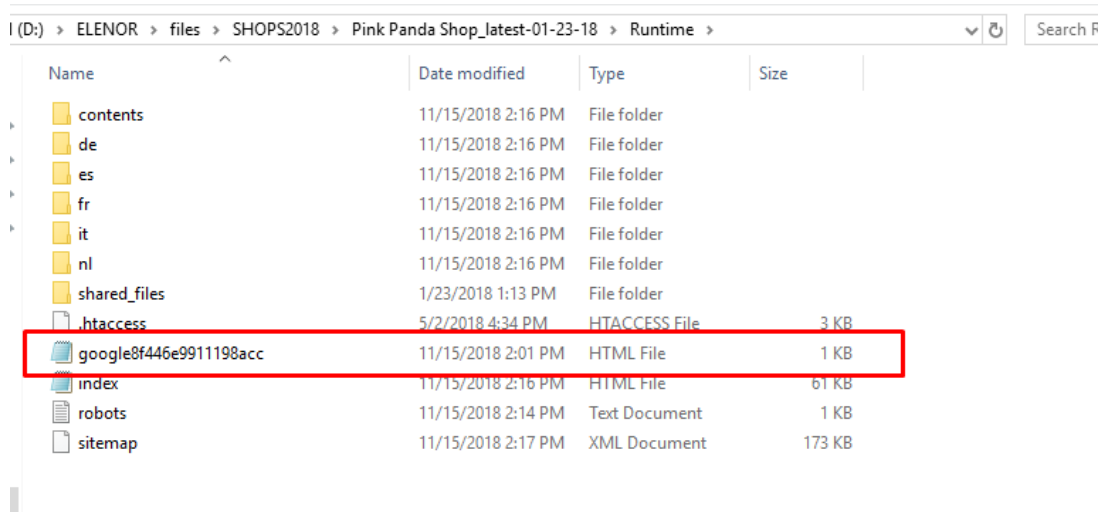 (D:) > ELENOR > files > SHOPS2018 > Pink Panda Shop_latest-01-23-18 > Runtime > Search
Name Date modified Type Size
contents 11/15/2018 2:16 PM File folder
de 11/15/2018 2:16 PM File folder
es 11/15/2018 2:16 PM File folder
fr 11/15/2018 2:16 PM File folder
it 11/15/2018 2:16 PM File folder
nl 11/15/2018 2:16 PM File folder
shared_files 1/23/2018 1:13 PM File folder
.htaccess 5/2/2018 4:34 PM HTACCESS File 3 KB
google8f446e9911198acc 11/15/2018 2:01 PM HTML File 1 KB
index 11/15/2018 2:16 PM HTML File 61 KB
robots 11/15/2018 2:14 PM Text Document 1 KB
sitemap 11/15/2018 2:17 PM XML Document 173 KB